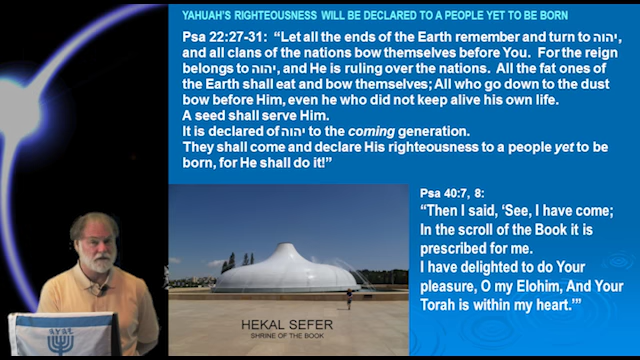 YAHUAH'S RIGHTEOUSNESS WILL BE DECLARED TO A PEOPLE YET TO BE BORN
Psa 22:27-31: “Let all the ends of the Earth remember and turn to יהוה,
and all clans of the nations bow themselves before You. For the reign
belongs to יהוה, and He is ruling over the nations. All the fat ones of
the Earth shall eat and bow themselves; All who go down to the dust
bow before Him, even he who did not keep alive his own life.
A seed shall serve Him.
It is declared of יהוה to the coming generation.
They shall come and declare His righteousness to a people yet to be
born, for He shall do it!”
Psa 40:7, 8:
“Then I said, ‘See, I have come;
In the scroll of the Book it is
prescribed for me.
I have delighted to do Your
pleasure, O my Elohim, And Your
Torah is within my heart.’”
HEKAL SEFER
SHRINE OF THE BOOK